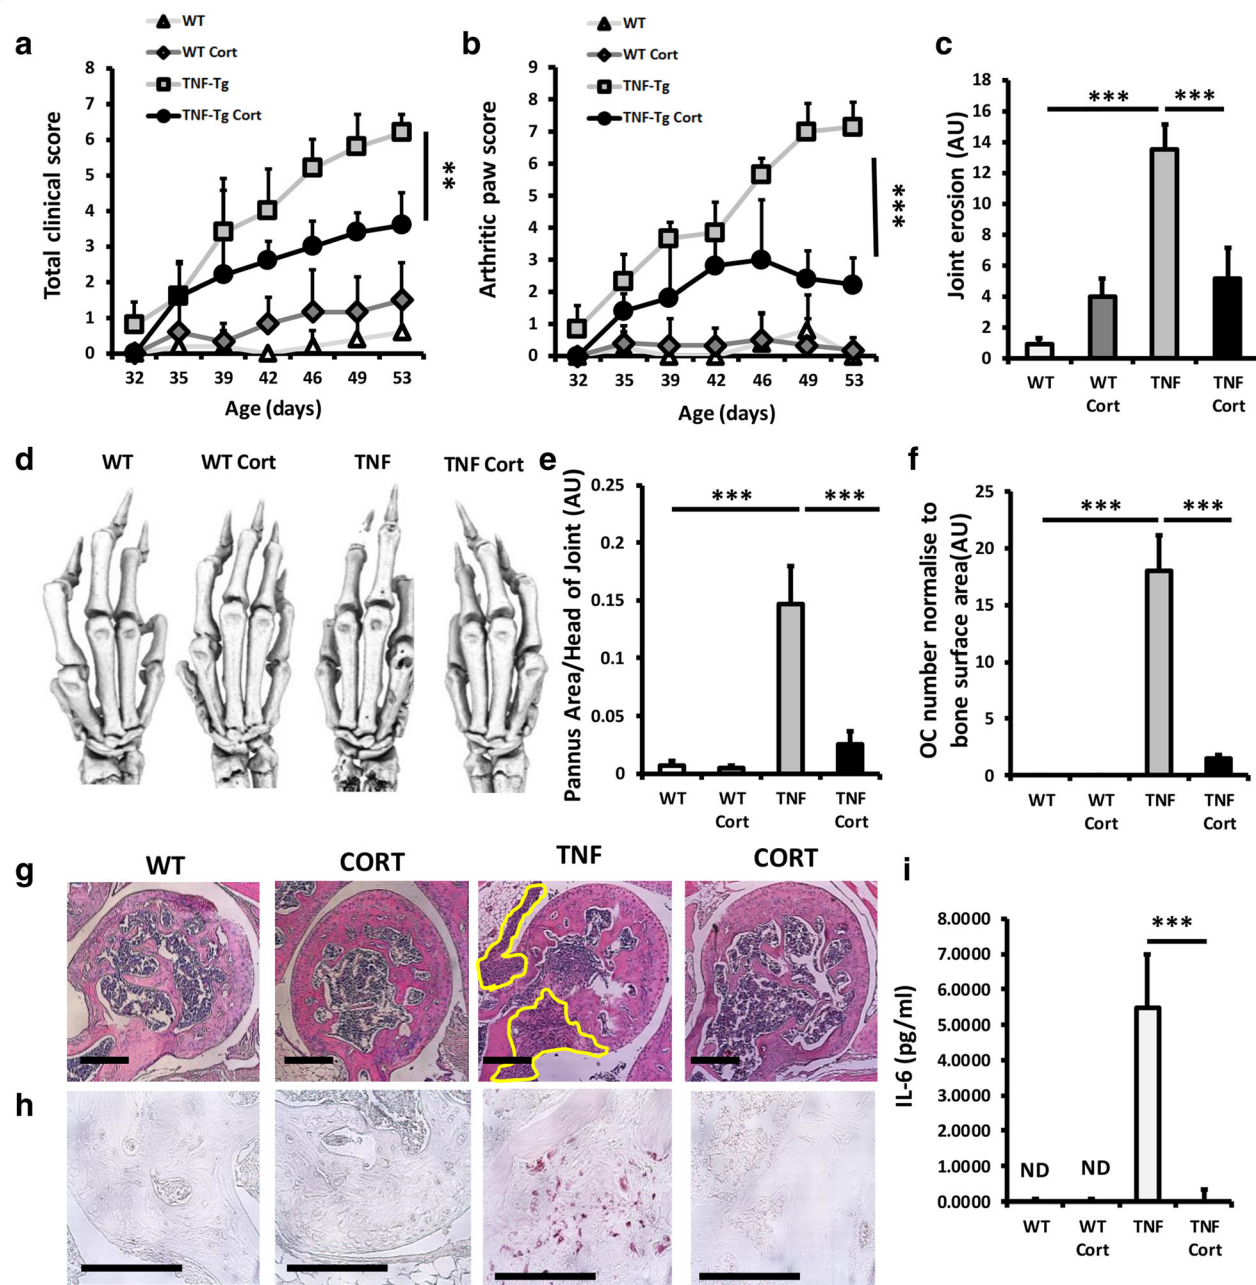 a
WT
WT Cort
TNF-Tg
TNF-Tg Cort
Total clinical score
8
7
6
5
4
3
2
1
0
**
32 35 39 42 46 49 53
Age (days)
b
WT
WT Cort
TNF-Tg
TNF-Tg Cort
Arthritic paw score
9
8
7
6
5
4
3
2
1
0
***
32 35 39 42 46 49 53
Age (days)
c
Joint erosion (AU)
18
16
14
12
10
8
6
4
2
0
*** ***
WT WT TNF TNF
Cort Cort
d
WT WT Cort TNF TNF Cort
e
Pannus Area/Head of Joint (AU)
0.25
0.2
0.15
0.1
0.05
0
*** ***
WT WT TNF TNF
Cort Cort
f
OC number normalise to
bone surface area(AU)
25
20
15
10
5
0
*** ***
WT WT TNF TNF
Cort Cort
g
WT CORT TNF CORT
h
i
IL-6 (pg/ml)
8.0000
7.0000
6.0000
5.0000
4.0000
3.0000
2.0000
1.0000
0.0000
***
ND ND
WT WT TNF TNF
Cort Cort